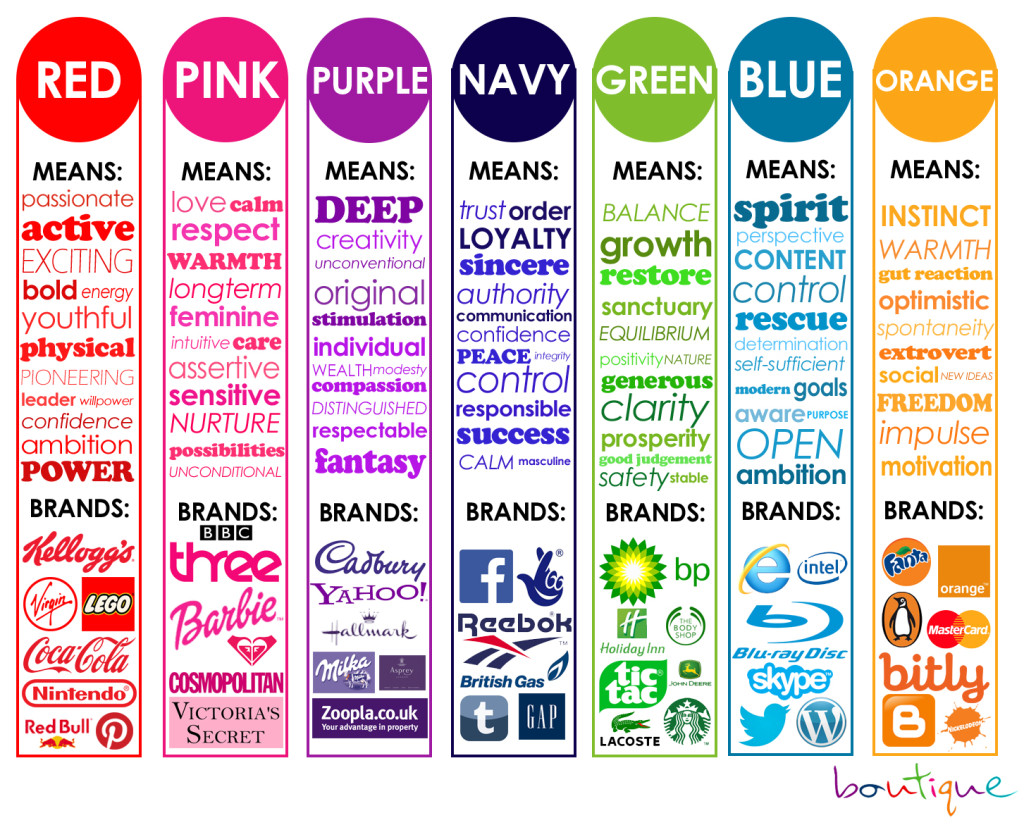 RED
MEANS:
passionate
active
EXCITING
bold energy
youthful
physical
PIONEERING
leader willpower
confidence
ambition
POWER
BRANDS:
Kellogg's
Virgin
LEGO
Coca-Cola
Nintendo®
Red Bull
PINK
MEANS:
love calm
respect
WARMTH
longterm
feminine
intuitive care
assertive
sensitive
NURTURE
possibilities
UNCONDITIONAL
BRANDS:
BBC
three
Barbie
COSMOPOLITAN
VICTORIA'S
SECRET
PURPLE
MEANS:
DEEP
creativity
unconventional
original
stimulation
individual
WEALTH modesty
compassion
DISTINGUISHED
respectable
fantasy
BRANDS:
Cadbury
YAHOO!
Hallmark
Milka
Asprey
Zoopla.co.uk
Your advantage in property
NAVY
MEANS:
trust order
LOYALTY
sincere
authority
communication
confidence
PEACE integrity
control
responsible
success
CALM masculine
BRANDS:
f
®
Reebok
TM
British Gas
t
GAP
GREEN
MEANS:
BALANCE
growth
restore
sanctuary
EQUILIBRIUM
positivity NATURE
generous
clarity
prosperity
good judgement
safety stable
BRANDS:
bp
H
Holiday Inn
THE
BODY
SHOP
tic
tac
JOHN DEERE
LACOSTE
BLUE
MEANS:
spirit
perspective
CONTENT
control
rescue
determination
self-sufficient
modern goals
aware PURPOSE
OPEN
ambition
BRANDS:
e
intel
Blu-ray Disc
skype™
W
ORANGE
MEANS:
INSTINCT
WARMTH
gut reaction
optimistic
spontaneity
extrovert
social NEW IDEAS
FREEDOM
impulse
motivation
BRANDS:
Fanta
orange™
MasterCard
bitly
B
NICKELODEON
boutique